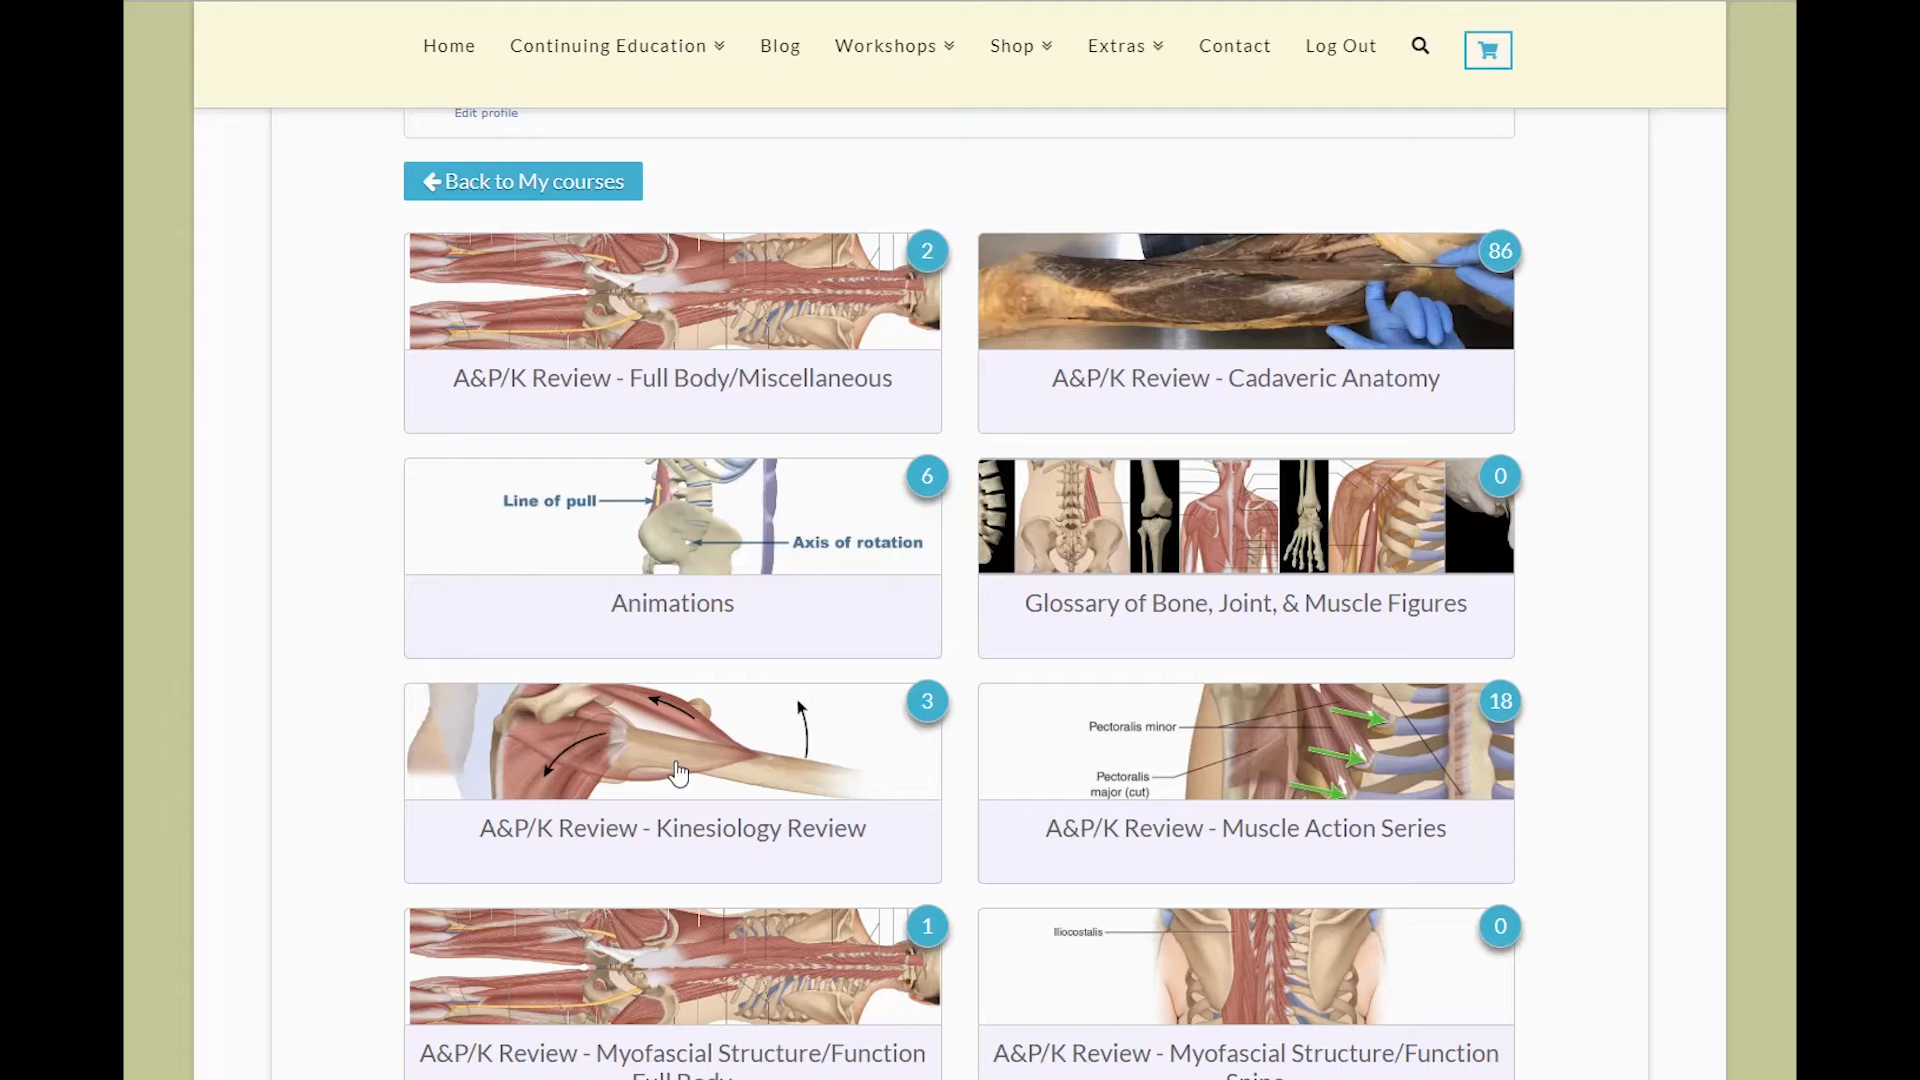 Home Continuing Education Blog Workshops Shop Extras Contact Log Out
Edit profile
Back to My courses
2
A&P/K Review - Full Body/Miscellaneous
86
A&P/K Review - Cadaveric Anatomy
Line of pull
Axis of rotation
6
Animations
0
Glossary of Bone, Joint, & Muscle Figures
3
A&P/K Review - Kinesiology Review
Pectoralis minor
Pectoralis
major (cut)
18
A&P/K Review - Muscle Action Series
1
A&P/K Review - Myofascial Structure/Function
Full Body
Iliocostalis
0
A&P/K Review - Myofascial Structure/Function
Spine